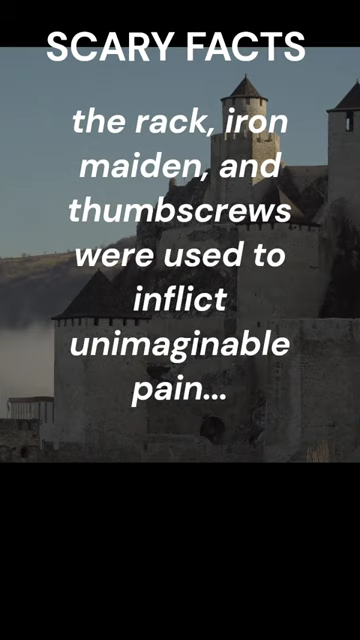 SCARY FACTS
the rack, iron
maiden, and
thumbscrews
were used to
inflict
unimaginable
pain...